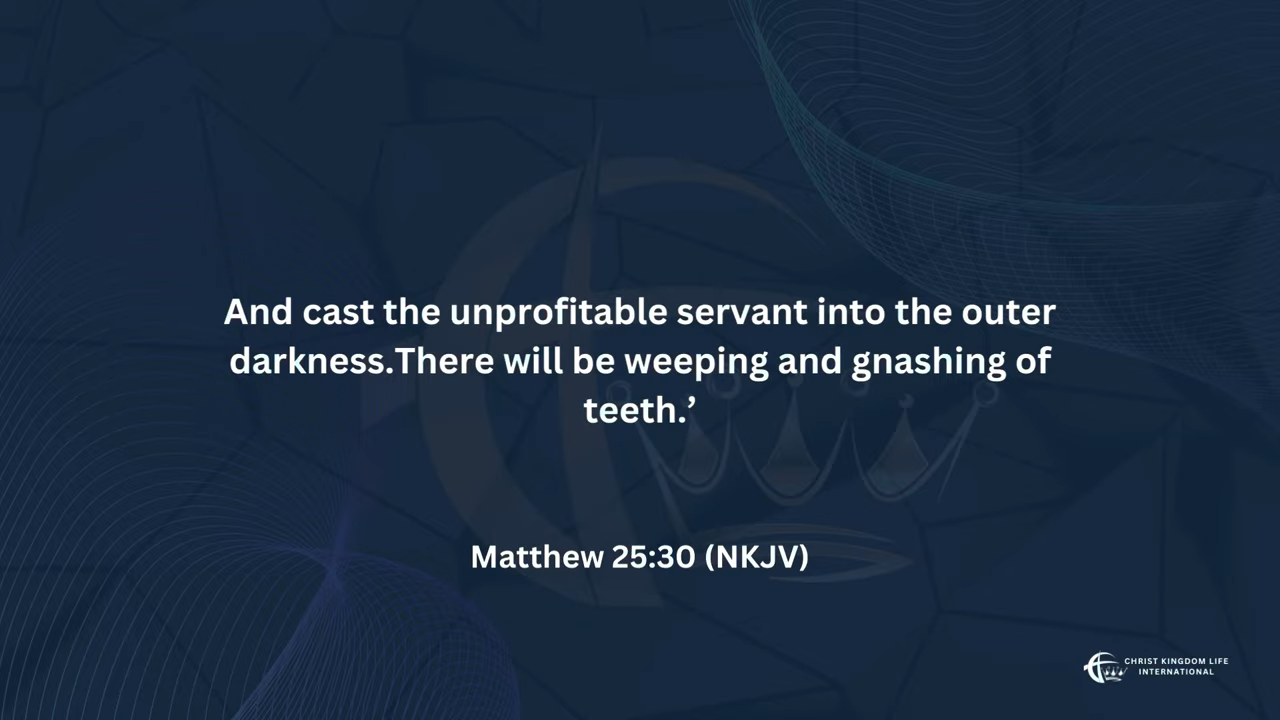 And cast the unprofitable servant into the outer
darkness.There will be weeping and gnashing of
teeth.’
Matthew 25:30 (NKJV)
CHRIST KINGDOM LIFE
INTERNATIONAL